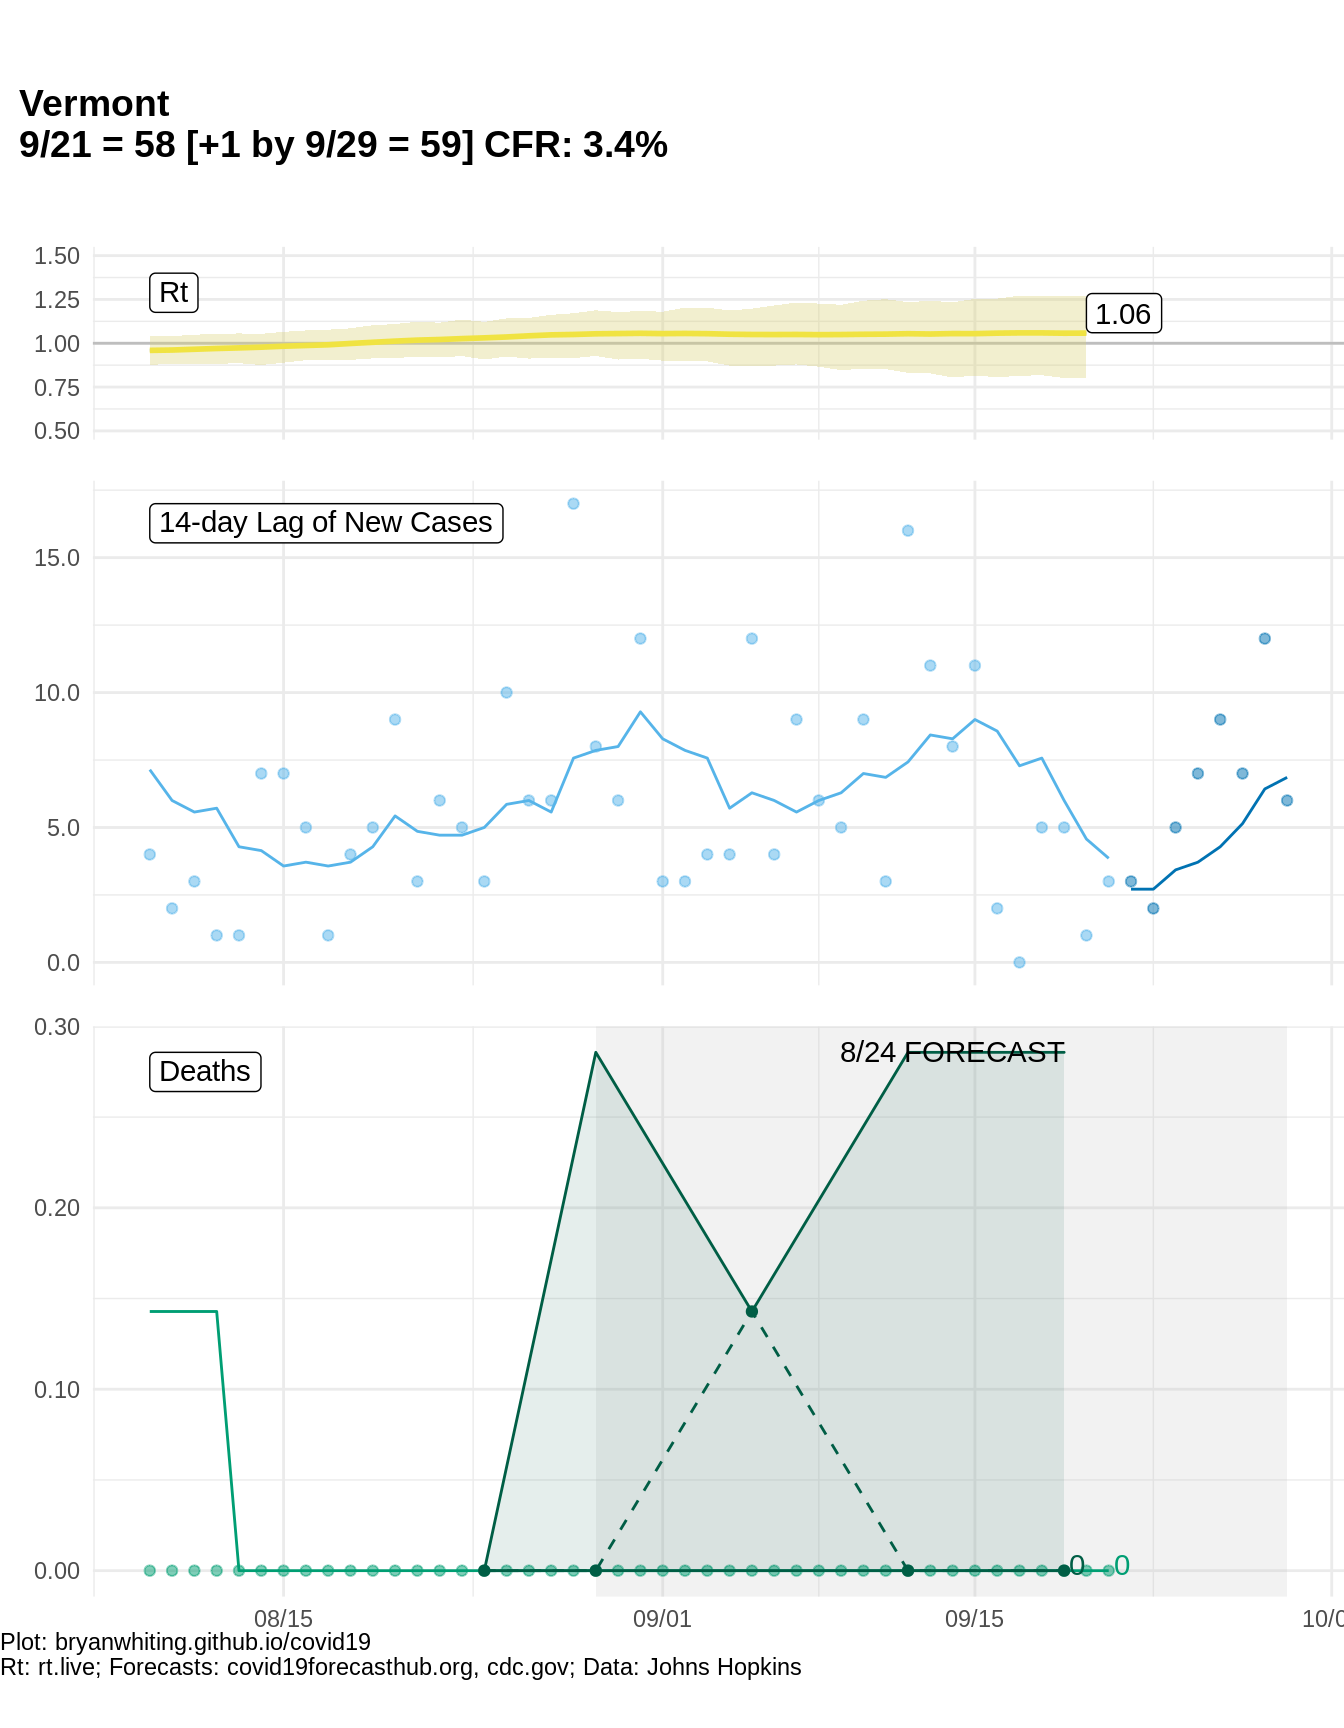 Vermont
9/21 = 58 [+1 by 9/29 = 59] CFR: 3.4%
1.50
1.25
1.00
0.75
0.50
Rt
1.06
14-day Lag of New Cases
15.0
10.0
5.0
0.0
0.30
0.20
0.10
0.00
Deaths
8/24 FORECAST
0
0
08/15
09/01
09/15
10/0
Plot: bryanwhiting.github.io/covid19
Rt: rt.live; Forecasts: covid19forecasthub.org, cdc.gov; Data: Johns Hopkins